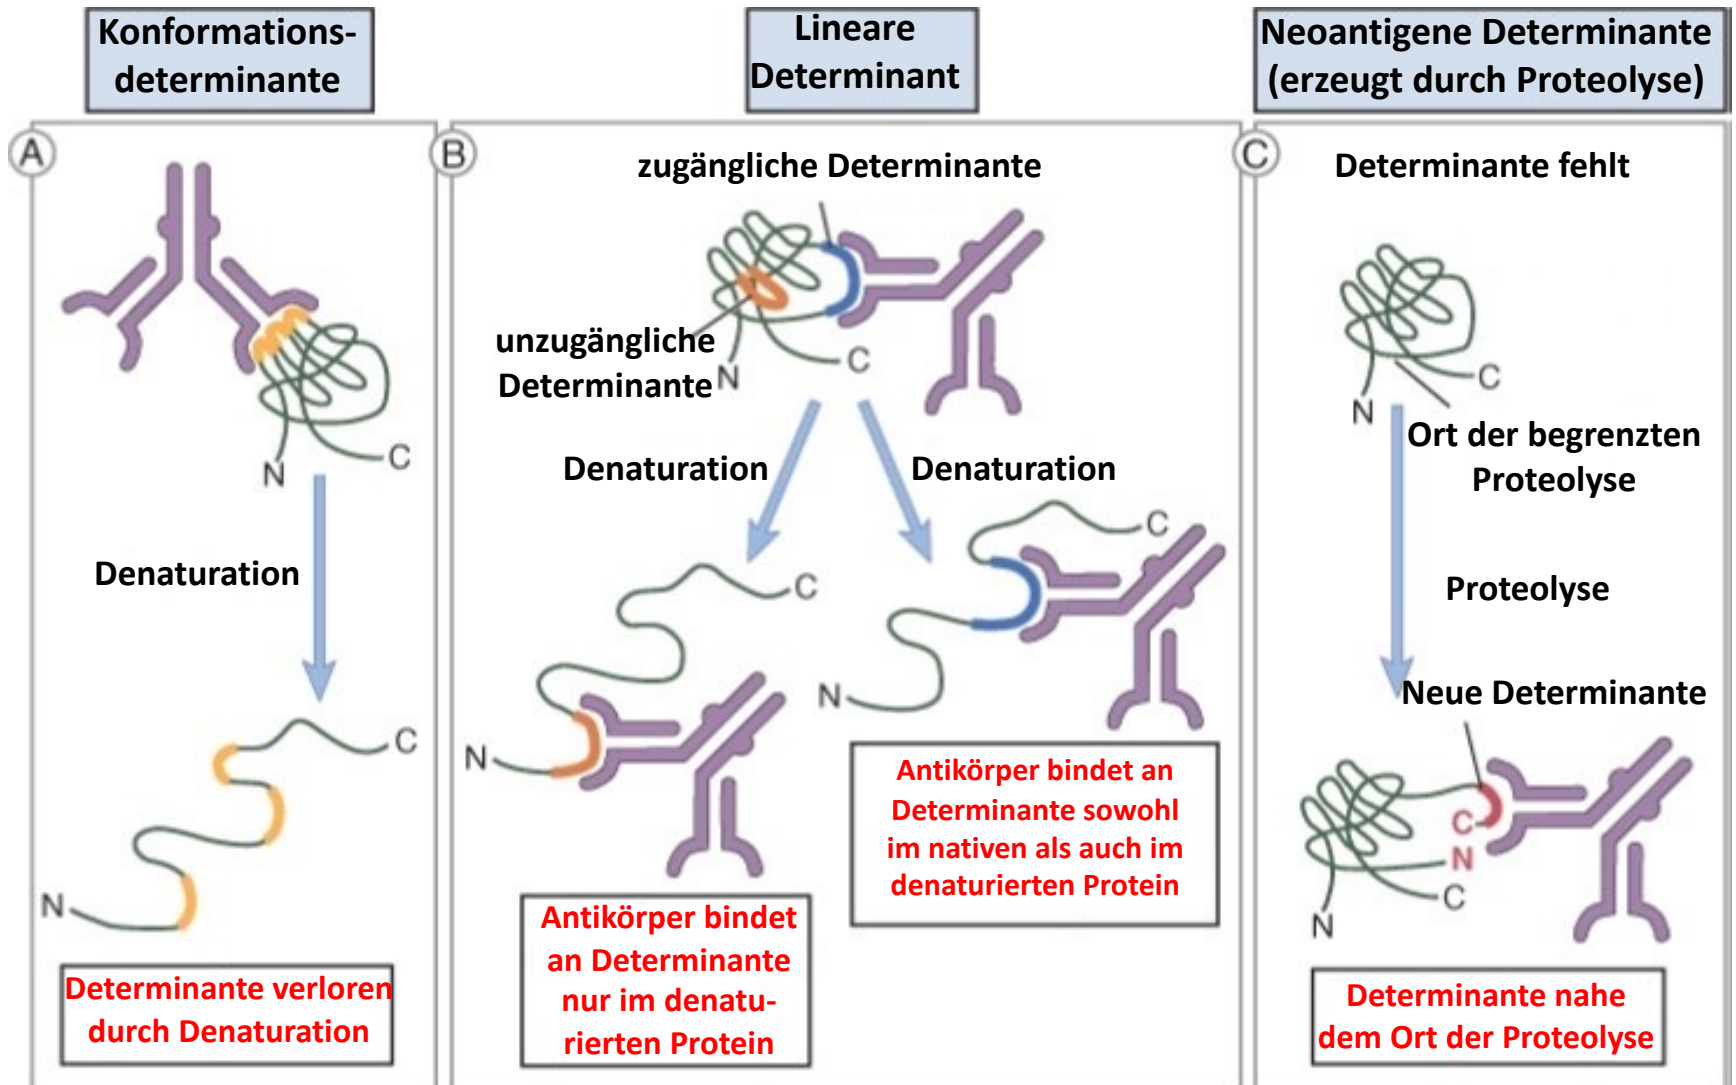 Konformations-
determinante
Lineare
Determinant
Neoantigene Determinante
(erzeugt durch Proteolyse)
A
N
C
Denaturation
C
N
Determinante verloren
durch Denaturation
B
zugängliche Determinante
unzugängliche
Determinante
N
C
Denaturation
Denaturation
C
N
C
N
Antikörper bindet
an Determinante
nur im denatu-
rierten Protein
Antikörper bindet an
Determinante sowohl
im nativen als auch im
denaturierten Protein
C
Determinante fehlt
C
N
Ort der begrenzten
Proteolyse
Proteolyse
Neue Determinante
C
N
C
N
Determinante nahe
dem Ort der Proteolyse